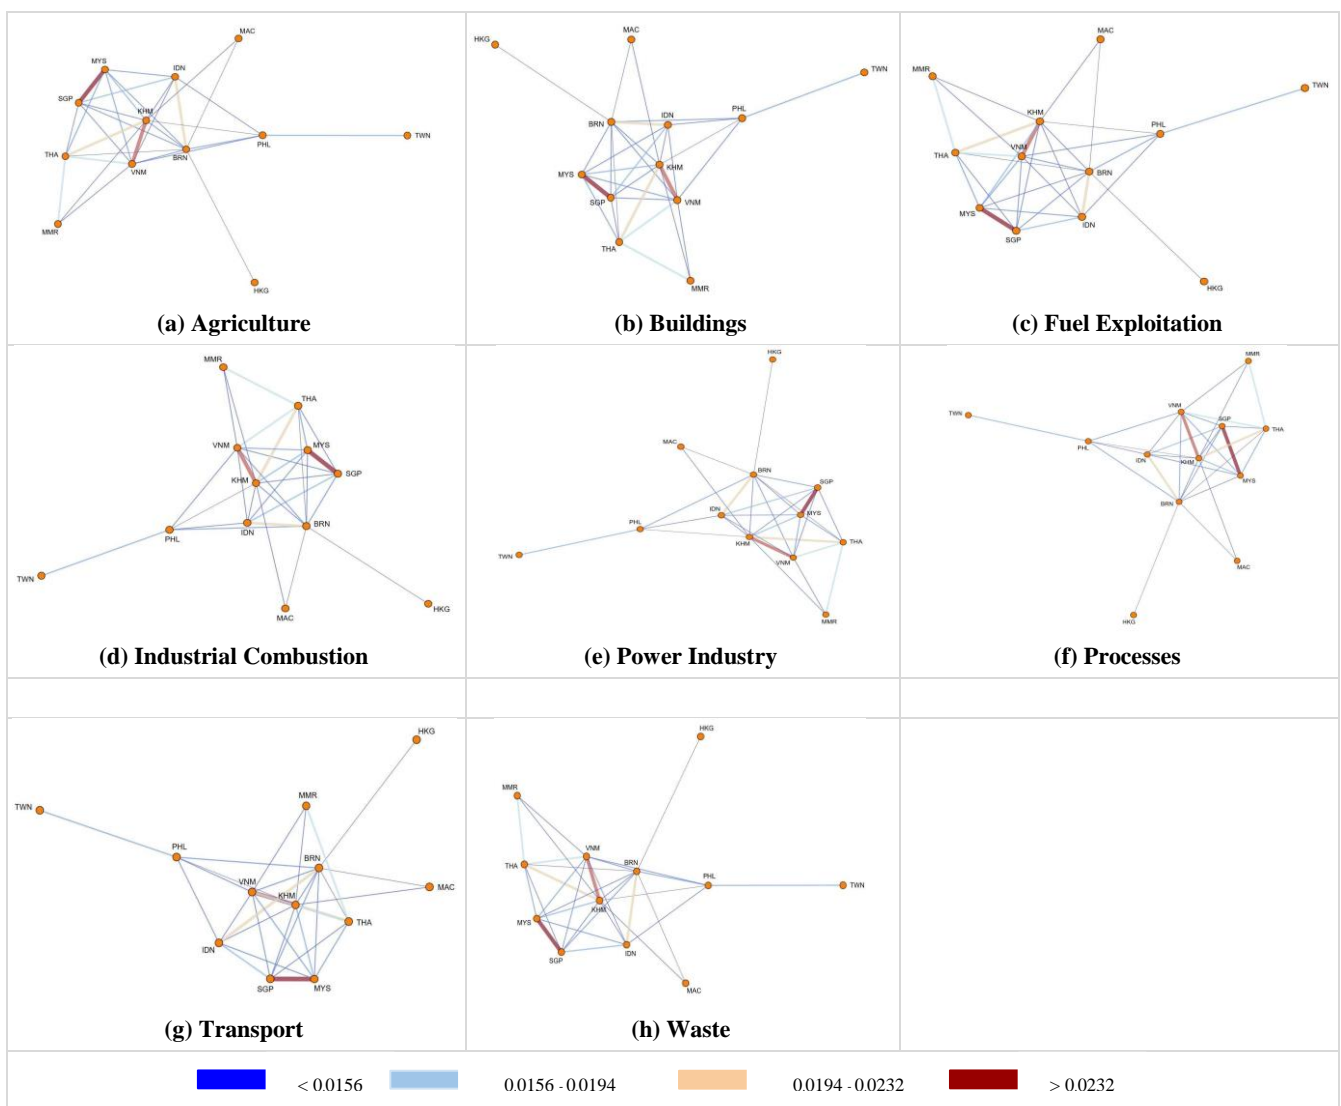 MAC
MYS
IDN
SGP
KHM
PHL
TWN
THA
VNM
BRN
MMR
HKG
(a) Agriculture
HKG
MAC
TWN
BRN
IDN
PHL
KHM
MYS
SGP
VNM
THA
MMR
(b) Buildings
MAC
MMR
TWN
KHM
PHL
VNM
THA
BRN
MYS
SGP
IDN
HKG
(c) Fuel Exploitation
MMR
THA
VNM
MYS
SGP
KHM
BRN
IDN
PHL
TWN
HKG
MAC
(d) Industrial Combustion
HKG
MAC
BRN
SGP
IDN
MYS
PHL
KHM
THA
TWN
VNM
MMR
(e) Power Industry
MMR
VNM
TWN
SGP
THA
PHL
IDN
KHM
MYS
BRN
MAC
HKG
(f) Processes
HKG
MMR
TWN
PHL
BRN
VNM
MAC
KHM
THA
IDN
SGP
MYS
(g) Transport
HKG
MMR
VNM
THA
BRN
PHL
TWN
KHM
MYS
SGP
IDN
MAC
(h) Waste
< 0.0156 0.0156 - 0.0194 0.0194 - 0.0232 > 0.0232